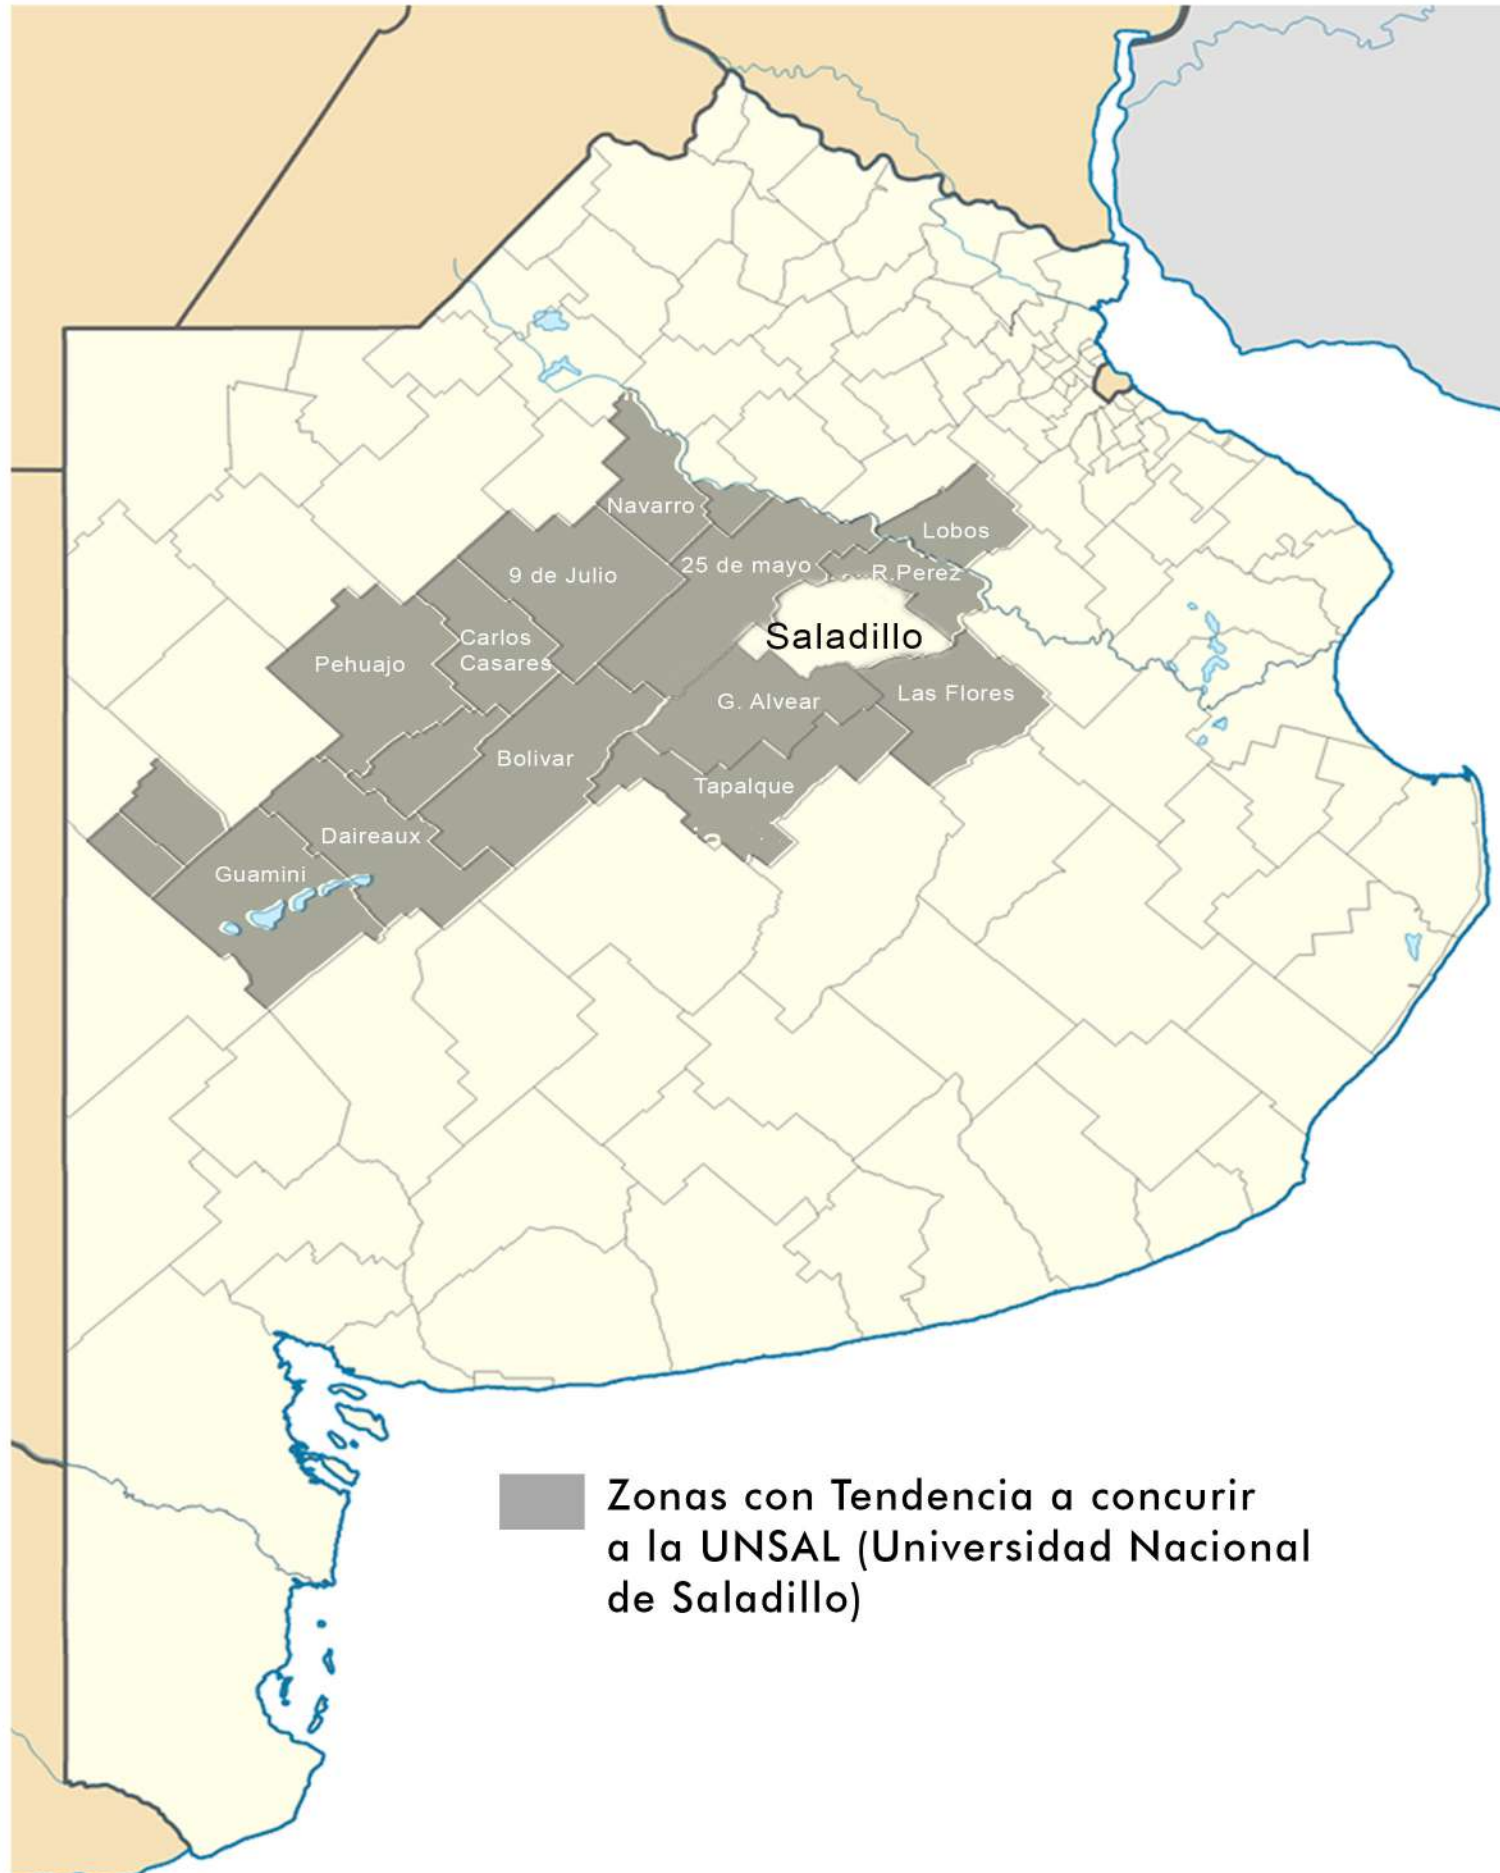 Navarro
Lobos
9 de Julio
25 de mayo
R.Perez
Saladillo
Carlos
Casares
Pehuajo
G. Alvear
Las Flores
Bolivar
Tapalque
Daireaux
Guamini
Zonas con Tendencia a concurir
a la UNSAL (Universidad Nacional
de Saladillo)